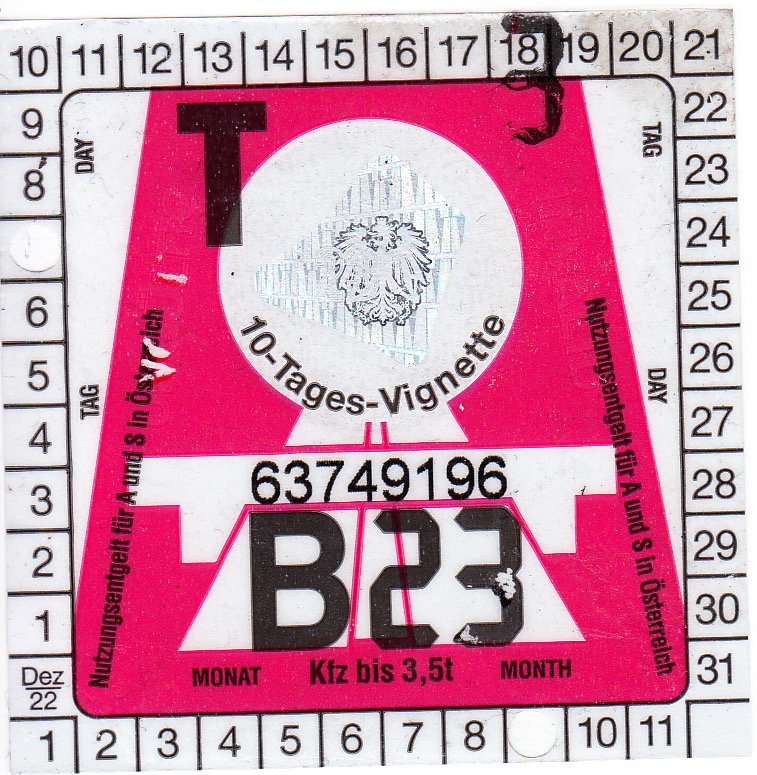 10 11 12 13 14 15 16 17 18 19 20 21
3
9
8
6
5
4
3
2
1
Dez
22
DAY
TAG
T
TAG
DAY
10-Tages-Vignette
Nutzungsentgelt für A und S in Österreich
Nutzungsentgelt für A und S in Österreich
63749196
B23
MONAT Kfz bis 3,5t MONTH
22
23
24
25
26
27
28
29
30
31
1 2 3 4 5 6 7 8 10 11